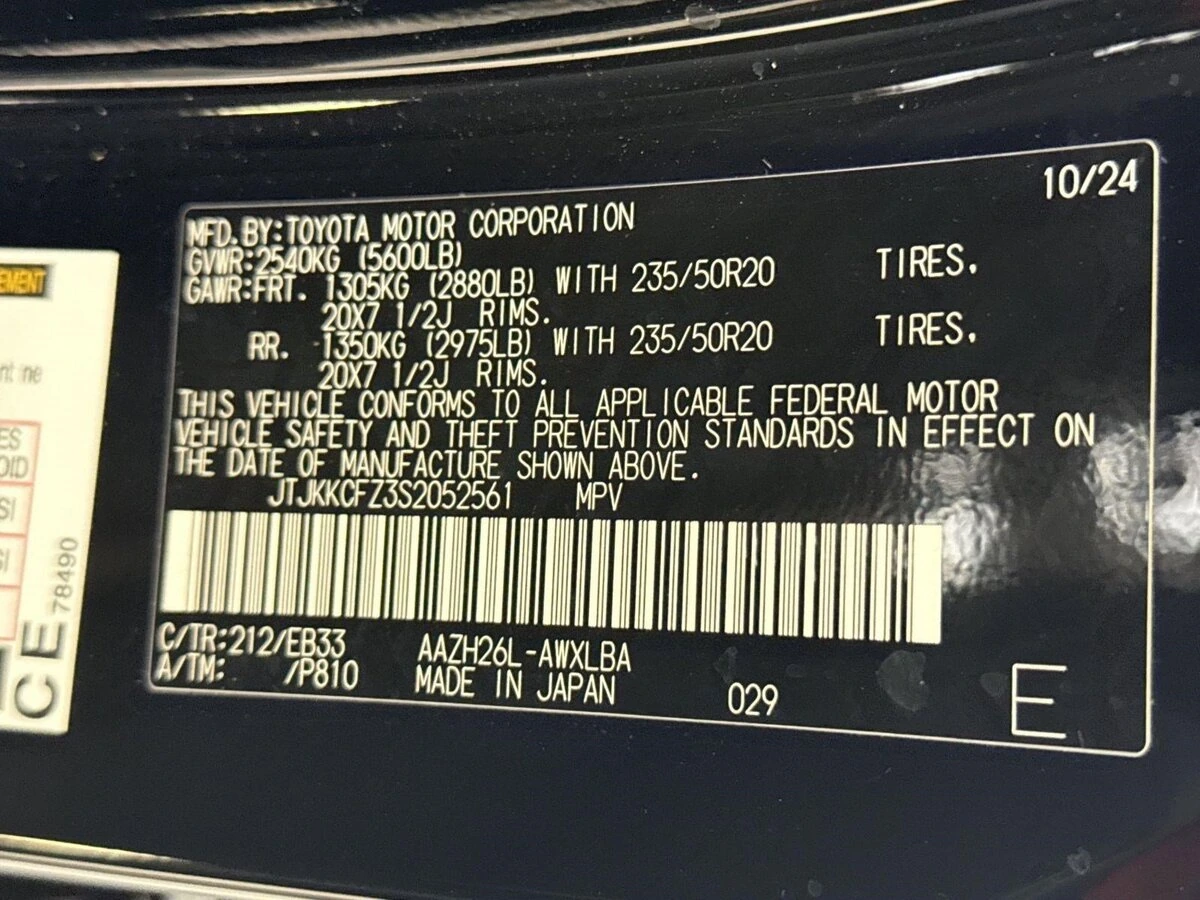 10/24
MFD.BY:TOYOTA MOTOR CORPORATION
GVWR:2540KG (5600LB)
GAWR:FRT. 1305KG (2880LB) WITH 235/50R20 TIRES.
20X7 1/2J RIMS.
RR. 1350KG (2975LB) WITH 235/50R20 TIRES.
20X7 1/2J RIMS.
THIS VEHICLE CONFORMS TO ALL APPLICABLE FEDERAL MOTOR
VEHICLE SAFETY AND THEFT PREVENTION STANDARDS IN EFFECT ON
THE DATE OF MANUFACTURE SHOWN ABOVE.
JTJKKCFZ3S2052561 MPV
C/TR:212/EB33 AAZH26L-AWXLBA
A/TM: /P810 MADE IN JAPAN 029 E
CE 78490